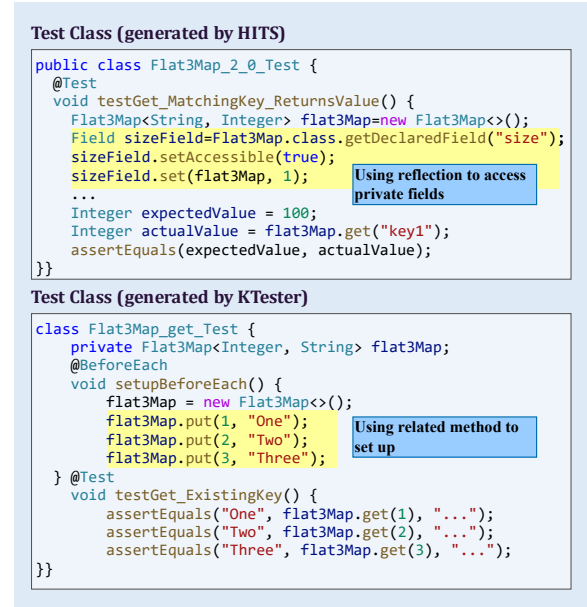 Test Class (generated by HITS)
public class Flat3Map_2_0_Test {
@Test
void testGet_MatchingKey_ReturnsValue() {
Flat3Map<String, Integer> flat3Map=new Flat3Map<>();
Field sizeField=Flat3Map.class.getDeclaredField("size");
sizeField.setAccessible(true);
sizeField.set(flat3Map, 1);
Using reflection to access
private fields
...
Integer expectedValue = 100;
Integer actualValue = flat3Map.get("key1");
assertEquals(expectedValue, actualValue);
}}
Test Class (generated by KTester)
class Flat3Map_get_Test {
private Flat3Map<Integer, String> flat3Map;
@BeforeEach
void setupBeforeEach() {
flat3Map = new Flat3Map<>();
flat3Map.put(1, "One");
flat3Map.put(2, "Two");
flat3Map.put(3, "Three");
Using related method to
set up
} @Test
void testGet_ExistingKey() {
assertEquals("One", flat3Map.get(1), "...");
assertEquals("Two", flat3Map.get(2), "...");
assertEquals("Three", flat3Map.get(3), "...");
}}